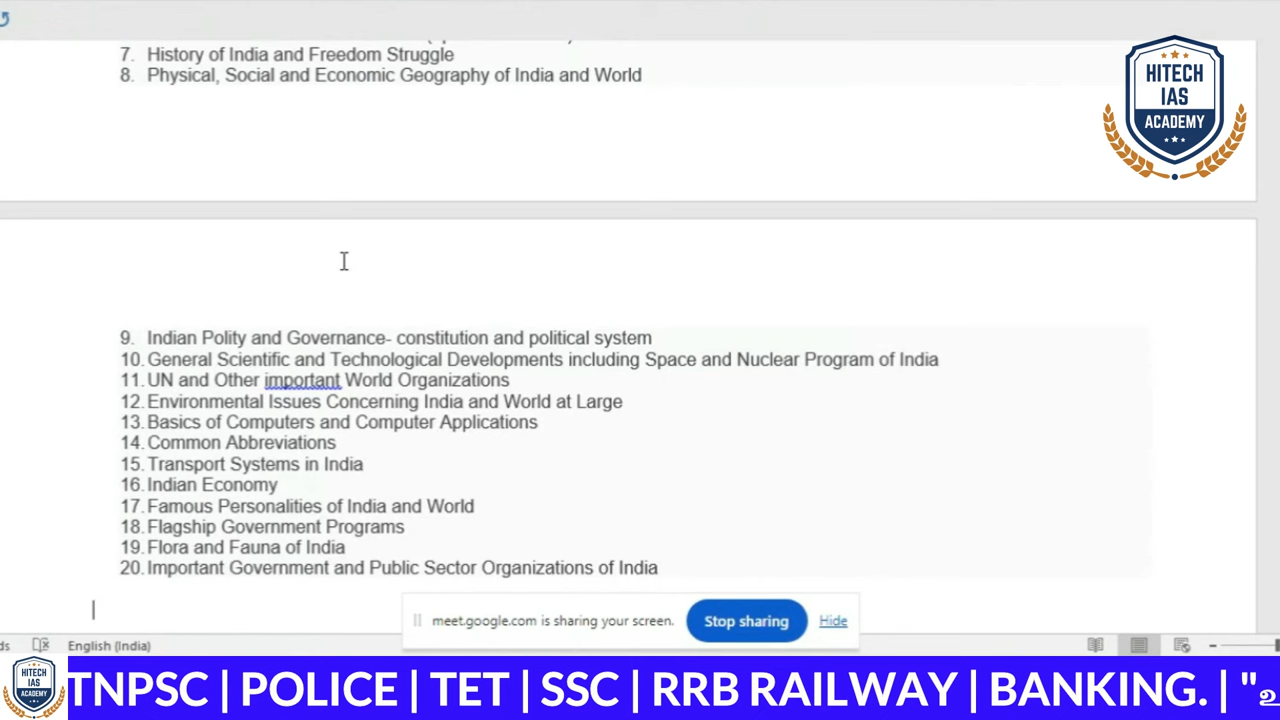 7. History of India and Freedom Struggle
8. Physical, Social and Economic Geography of India and World
HITECH
IAS
ACADEMY
9. Indian Polity and Governance- constitution and political system
10. General Scientific and Technological Developments including Space and Nuclear Program of India
11. UN and Other important World Organizations
12. Environmental Issues Concerning India and World at Large
13. Basics of Computers and Computer Applications
14. Common Abbreviations
15. Transport Systems in India
16. Indian Economy
17. Famous Personalities of India and World
18. Flagship Government Programs
19. Flora and Fauna of India
20. Important Government and Public Sector Organizations of India
meet.google.com is sharing your screen. Stop sharing Hide
English (India)
HITECH
IAS
ACADEMY
TNPSC | POLICE | TET | SSC | RRB RAILWAY | BANKING. | "உ